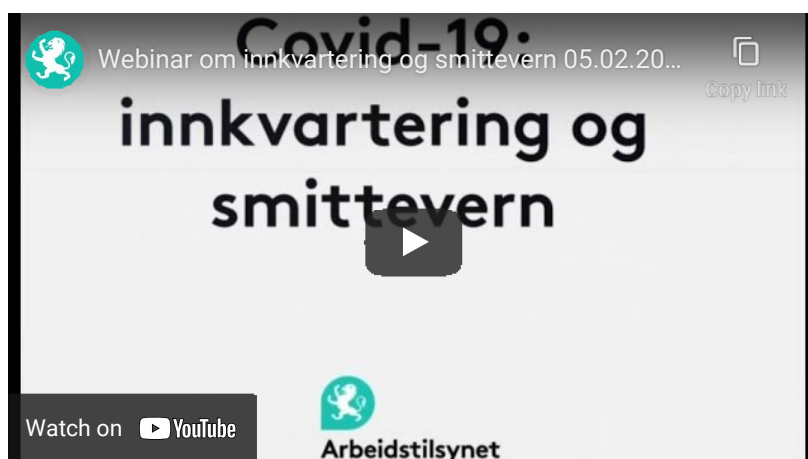 Covid-19:
Webinar om innkvartering og smittevern 05.02.20...
Copy link
innkvartering og
smittevern
Watch on YouTube
Arbeidstilsynet